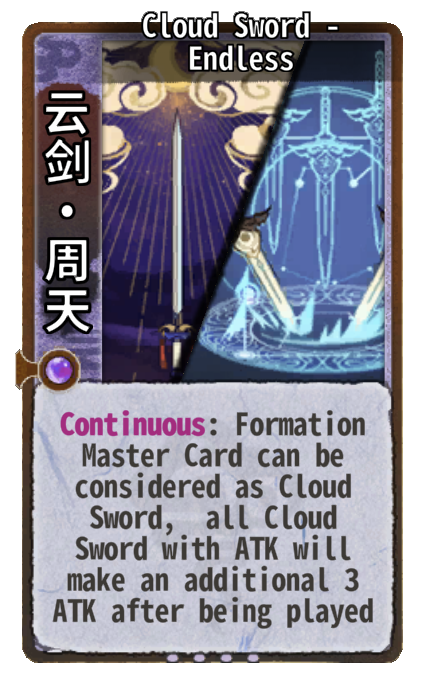 Cloud Sword -
Endless
云剑·周天
Continuous: Formation
Master Card can be
considered as Cloud
Sword,  all Cloud
Sword with ATK will
make an additional 3
ATK after being played